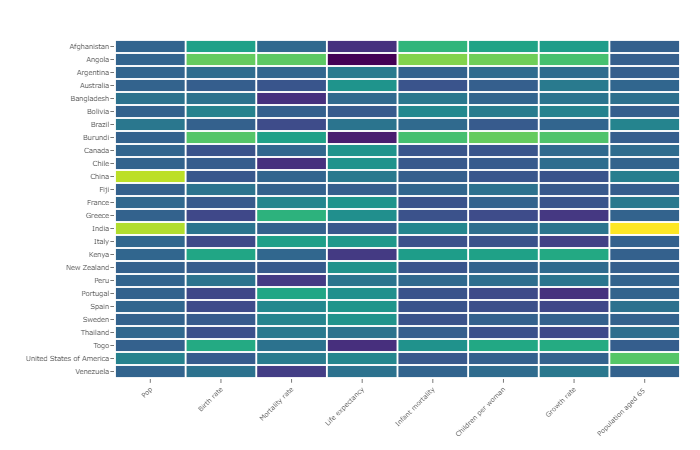 Afghanistan
Angola
Argentina
Australia
Bangladesh
Bolivia
Brazil
Burundi
Canada
Chile
China
Fiji
France
Greece
India
Italy
Kenya
New Zealand
Peru
Portugal
Spain
Sweden
Thailand
Togo
United States of America
Venezuela
Pop
Birth rate
Mortality rate
Life expectancy
Infant mortality
Children per woman
Growth rate
Population aged 65